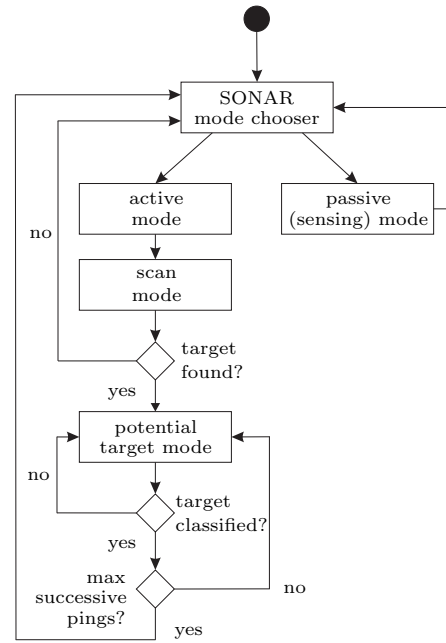 SONAR
mode chooser
active
mode
passive
(sensing) mode
no
scan
mode
target
found?
yes
potential
target mode
no
target
classified?
yes
max
successive
pings?
no
yes